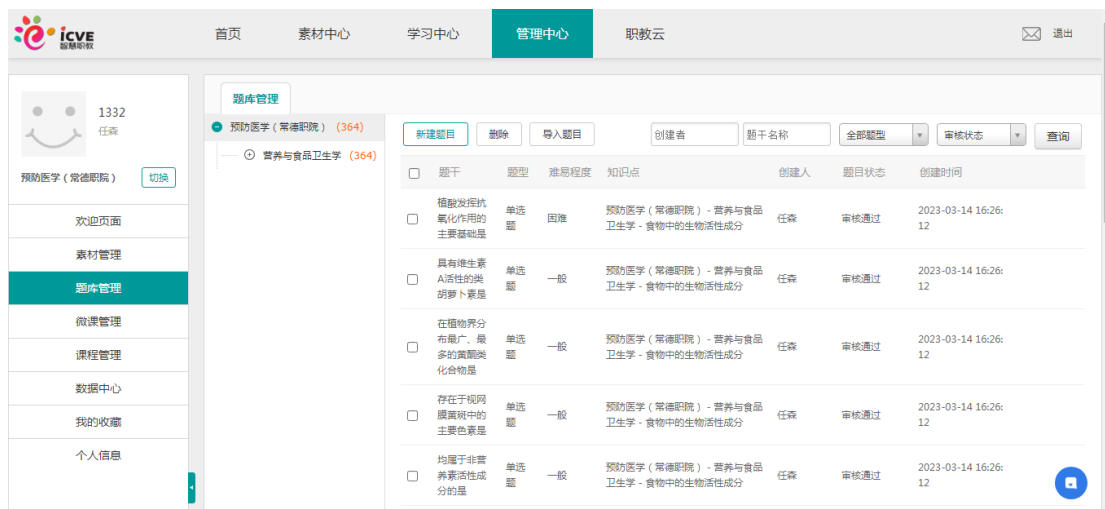 icve
智慧职教
首页
素材中心
学习中心
管理中心
职教云
退出
1332
任森
预防医学（常德职院）
切换
欢迎页面
素材管理
题库管理
微课管理
课程管理
数据中心
我的收藏
个人信息
题库管理
预防医学（常德职院） (364)
营养与食品卫生学 (364)
新建题目 删除 导入题目 创建者 题干名称 全部题型 审核状态 查询
题干 题型 难易程度 知识点 创建人 题目状态 创建时间
植酸发挥抗
氧化作用的
主要基础是
单选
题
困难
预防医学（常德职院） - 营养与食品
卫生学 - 食物中的生物活性成分
任森
审核通过
2023-03-14 16:26:
12
具有维生素
A活性的类
胡萝卜素是
单选
题
一般
预防医学（常德职院） - 营养与食品
卫生学 - 食物中的生物活性成分
任森
审核通过
2023-03-14 16:26:
12
在植物界分
布最广、最
多的黄酮类
化合物是
单选
题
一般
预防医学（常德职院） - 营养与食品
卫生学 - 食物中的生物活性成分
任森
审核通过
2023-03-14 16:26:
12
存在于视网
膜黄斑中的
主要色素是
单选
题
一般
预防医学（常德职院） - 营养与食品
卫生学 - 食物中的生物活性成分
任森
审核通过
2023-03-14 16:26:
12
均属于非营
养素活性成
分的是
单选
题
一般
预防医学（常德职院） - 营养与食品
卫生学 - 食物中的生物活性成分
任森
审核通过
2023-03-14 16:26:
12